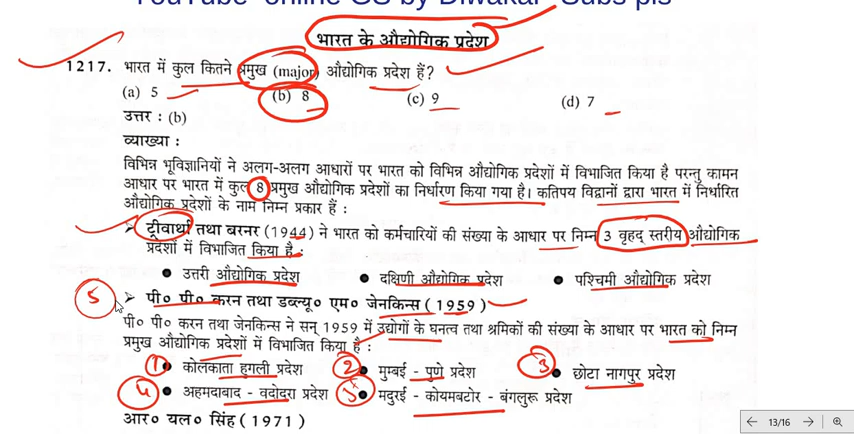 YouTube online GS by Diwakar Subs pls
भारत के औद्योगिक प्रदेश
1217. भारत में कुल कितने प्रमुख (major) औद्योगिक प्रदेश हैं?
(a) 5 (b) 8 (c) 9 (d) 7
उत्तर : (b)
व्याख्या :
विभिन्न भूविज्ञानियों ने अलग-अलग आधारों पर भारत को विभिन्न औद्योगिक प्रदेशों में विभाजित किया है परन्तु कामन
आधार पर भारत में कुल 8 प्रमुख औद्योगिक प्रदेशों का निर्धारण किया गया है। कतिपय विद्वानों द्वारा भारत में निर्धारित
औद्योगिक प्रदेशों के नाम निम्न प्रकार हैं :
➢ ट्रीवार्था तथा बरनर (1944) ने भारत को कर्मचारियों की संख्या के आधार पर निम्न 3 वृहद् स्तरीय औद्योगिक
प्रदेशों में विभाजित किया है :
• उत्तरी औद्योगिक प्रदेश • दक्षिणी औद्योगिक प्रदेश • पश्चिमी औद्योगिक प्रदेश
5 ➢ पी० पी० करन तथा डब्ल्यू० एम० जेनकिन्स (1959)
पी० पी० करन तथा जेनकिन्स ने सन् 1959 में उद्योगों के घनत्व तथा श्रमिकों की संख्या के आधार पर भारत को निम्न
प्रमुख औद्योगिक प्रदेशों में विभाजित किया है :
1 • कोलकाता हुगली प्रदेश 2 • मुम्बई - पुणे प्रदेश 3 • छोटा नागपुर प्रदेश
4 • अहमदाबाद - वदोदरा प्रदेश 5 • मदुरई - कोयमबटोर - बंगलुरू प्रदेश
आर० यल० सिंह (1971)
13/16